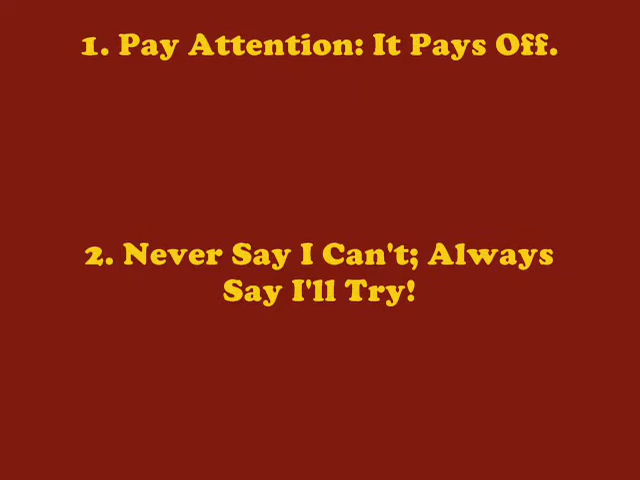 1. Pay Attention: It Pays Off.
2. Never Say I Can't; Always
Say I'll Try!